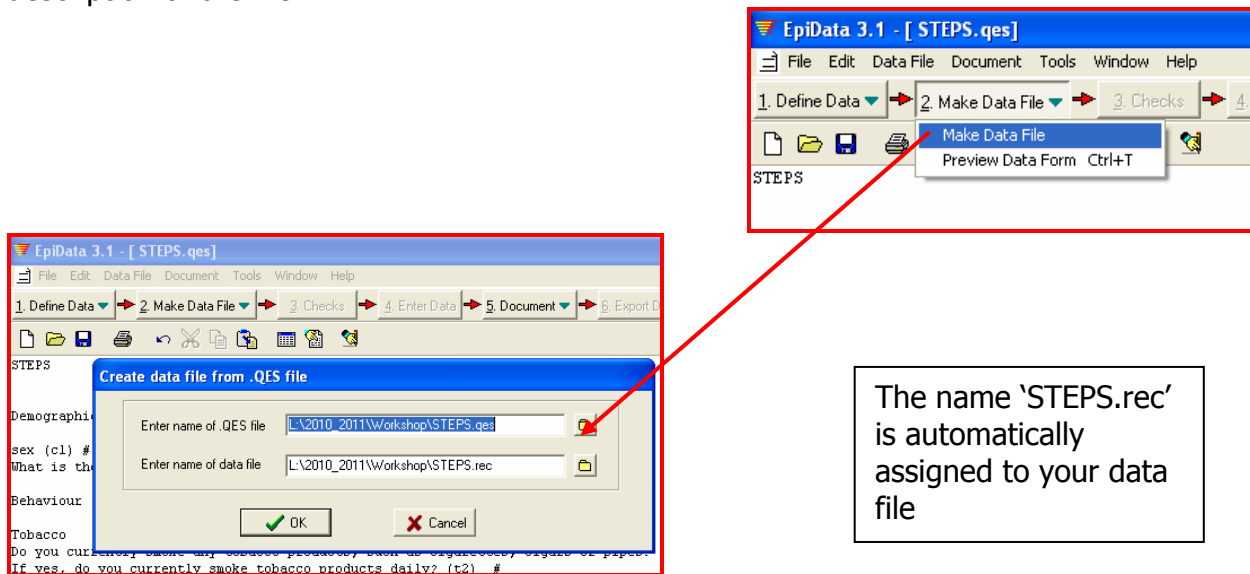 EpiData 3.1 - [ STEPS.qes]
File Edit Data File Document Tools Window Help
1. Define Data 2. Make Data File 3. Checks 4.
Make Data File
Preview Data Form Ctrl+T
STEPS
EpiData 3.1 - [ STEPS.qes]
File Edit Data File Document Tools Window Help
1. Define Data 2. Make Data File 3. Checks 4. Enter Data 5. Document 6. Export D
STEPS
Create data file from .QES file
Demographi
Enter name of .QES file L:\2010_2011\Workshop\STEPS.qes
sex (c1) #
What is the
Enter name of data file L:\2010_2011\Workshop\STEPS.rec
Behaviour
OK Cancel
Tobacco
If yes, do you currently smoke tobacco products daily? (t2) #
The name ‘STEPS.rec’
is automatically
assigned to your data
file